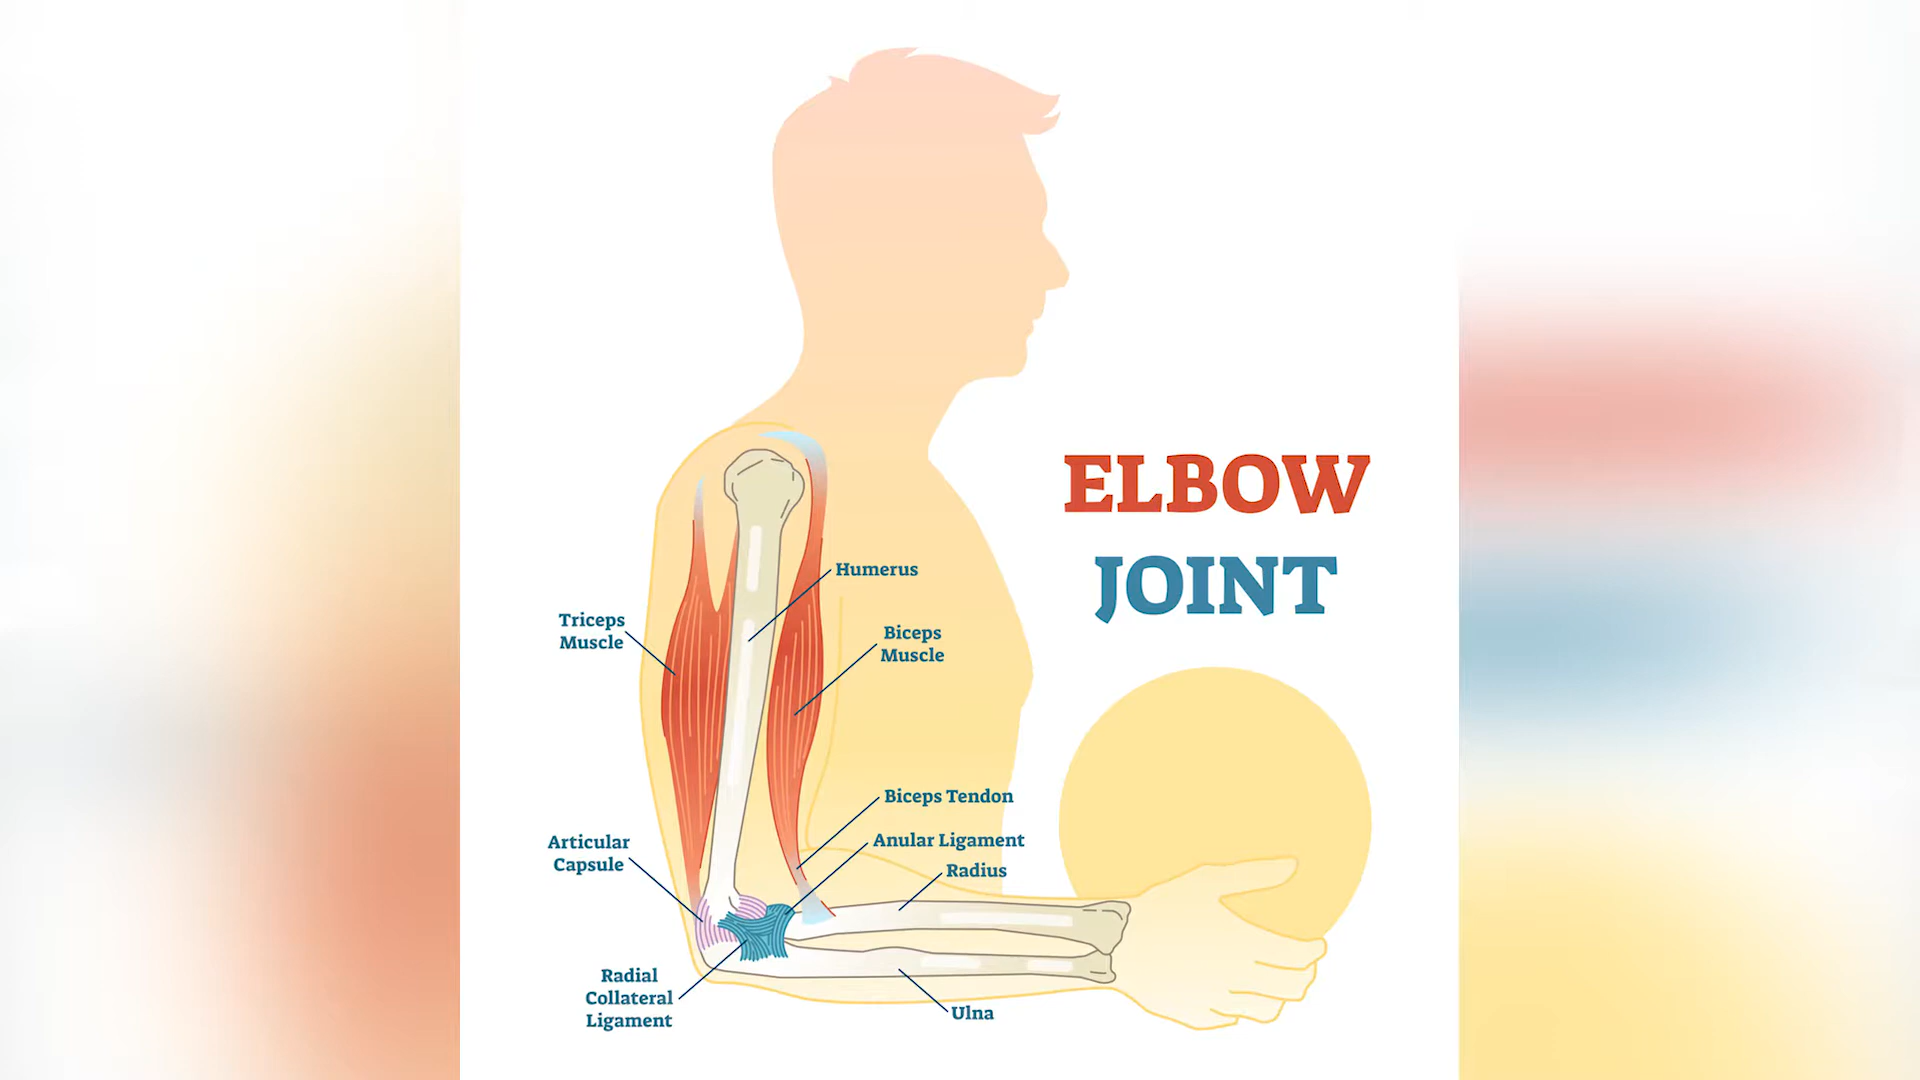 ELBOW
JOINT
Humerus
Triceps
Muscle
Biceps
Muscle
Biceps Tendon
Anular Ligament
Articular
Capsule
Radius
Radial
Collateral
Ligament
Ulna